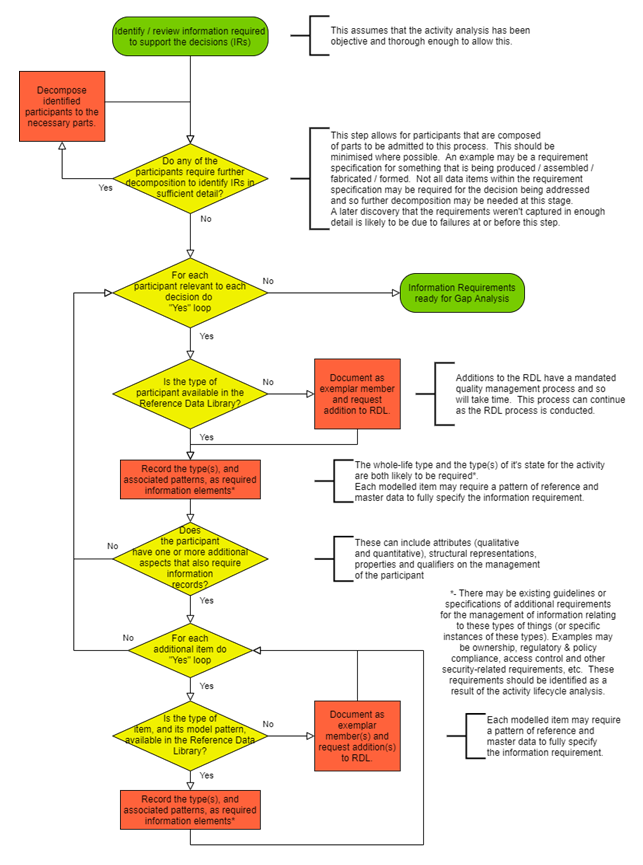 Identify / review information required
to support the decisions (IRs)
This assumes that the activity analysis has been
objective and thorough enough to allow this.
Decompose
identified
participants to the
necessary parts.
Do any of the
participants require further
decomposition to identify IRs in
sufficient detail?
Yes
No
This step allows for participants that are composed
of parts to be admitted to this process. This should be
minimised where possible. An example may be a requirement
specification for something that is being produced / assembled /
fabricated / formed. Not all data items within the requirement
specification may be required for the decision being addressed
and so further decomposition may be needed at this stage.
A later discovery that the requirements weren't captured in enough
detail is likely to be due to failures at or before this step.
For each
participant relevant to each
decision do
"Yes" loop
No
Information Requirements
ready for Gap Analysis
Yes
Is the type of
participant available in the
Reference Data Library?
No
Document as
exemplar member
and request
addition to RDL.
Additions to the RDL have a mandated
quality management process and so
will take time. This process can continue
as the RDL process is conducted.
Yes
Record the type(s), and
associated patterns, as required
information elements*
The whole-life type and the type(s) of it's state for the activity
are both likely to be required*.
Each modelled item may require a pattern of reference and
master data to fully specify the information requirement.
Does
the participant
have one or more additional
aspects that also require
information
records?
No
Yes
These can include attributes (qualitative
and quantitative), structural representations,
properties and qualifiers on the management
of the participant
*- There may be existing guidelines or
specifications of additional requirements
for the management of information relating
to these types of things (or specific
instances of these types). Examples may
be ownership, regulatory & policy
compliance, access control and other
security-related requirements, etc. These
requirements should be identified as a
result of the activity lifecycle analysis.
For each
additional item do
"Yes" loop
No
Yes
Is the type of
item, and its model pattern,
available in the Reference Data
Library?
No
Document as
exemplar
member(s) and
request addition(s)
to RDL.
Each modelled item may require
a pattern of reference and
master data to fully specify
the information requirement.
Yes
Record the type(s), and
associated patterns, as required
information elements*